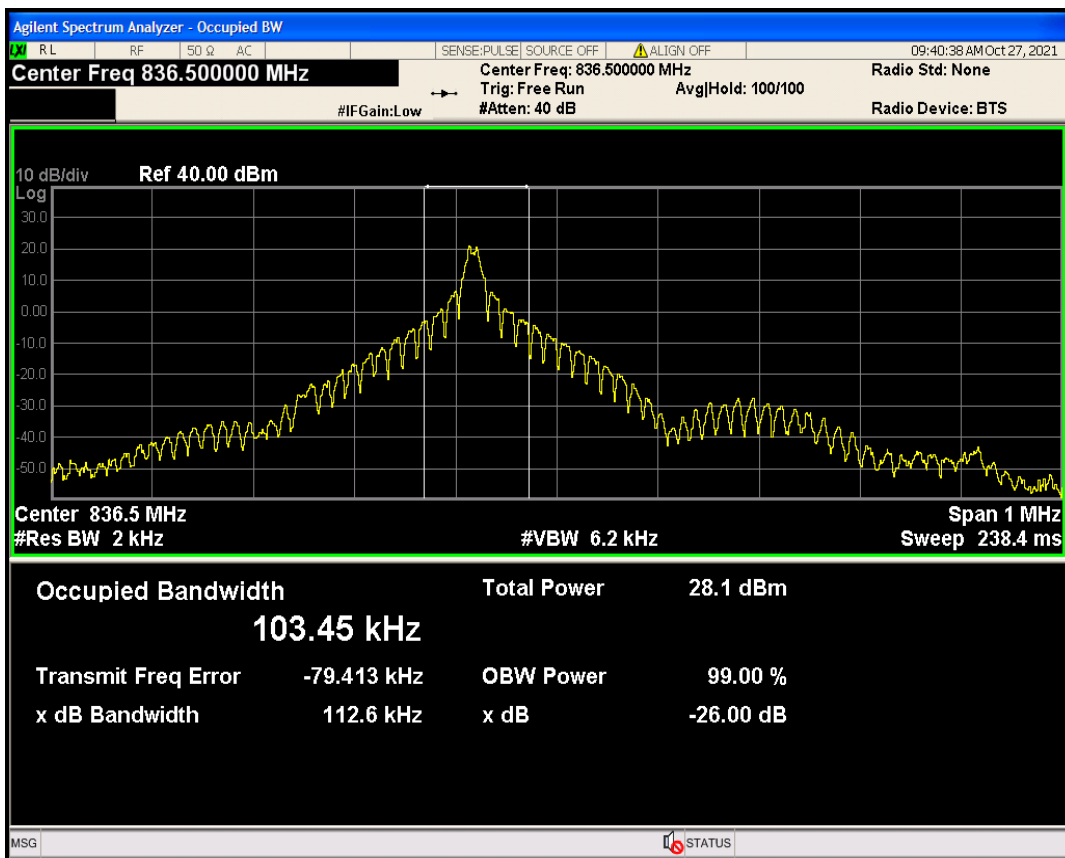 Agilent Spectrum Analyzer - Occupied BW
LXI RL RF 50 Ω AC SENSE:PULSE SOURCE OFF ALIGN OFF 09:40:38 AM Oct 27, 2021
Center Freq 836.500000 MHz Center Freq: 836.500000 MHz Radio Std: None
Trig: Free Run Avg|Hold: 100/100
#IFGain:Low #Atten: 40 dB Radio Device: BTS
10 dB/div Ref 40.00 dBm
Log
30.0
20.0
10.0
0.00
-10.0
-20.0
-30.0
-40.0
-50.0
Center 836.5 MHz Span 1 MHz
#Res BW 2 kHz #VBW 6.2 kHz Sweep 238.4 ms
Occupied Bandwidth Total Power 28.1 dBm
103.45 kHz
Transmit Freq Error -79.413 kHz OBW Power 99.00 %
x dB Bandwidth 112.6 kHz x dB -26.00 dB
MSG STATUS